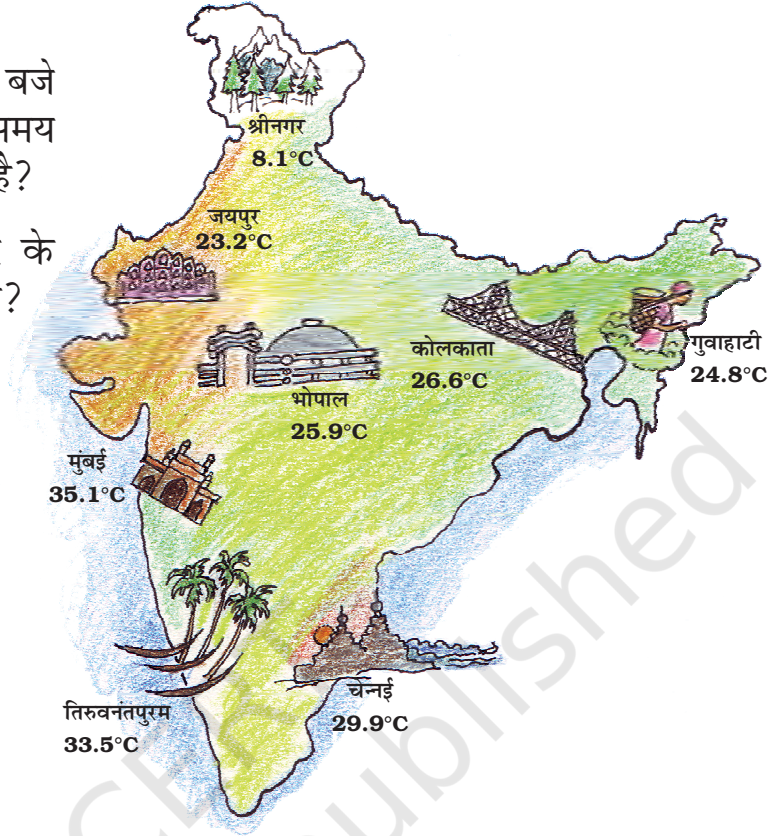 बजे
समय
है?
के
?
श्रीनगर
8.1°C
जयपुर
23.2°C
कोलकाता
26.6°C
गुवाहाटी
24.8°C
भोपाल
25.9°C
मुंबई
35.1°C
तिरुवनंतपुरम
33.5°C
चेन्नई
29.9°C
published